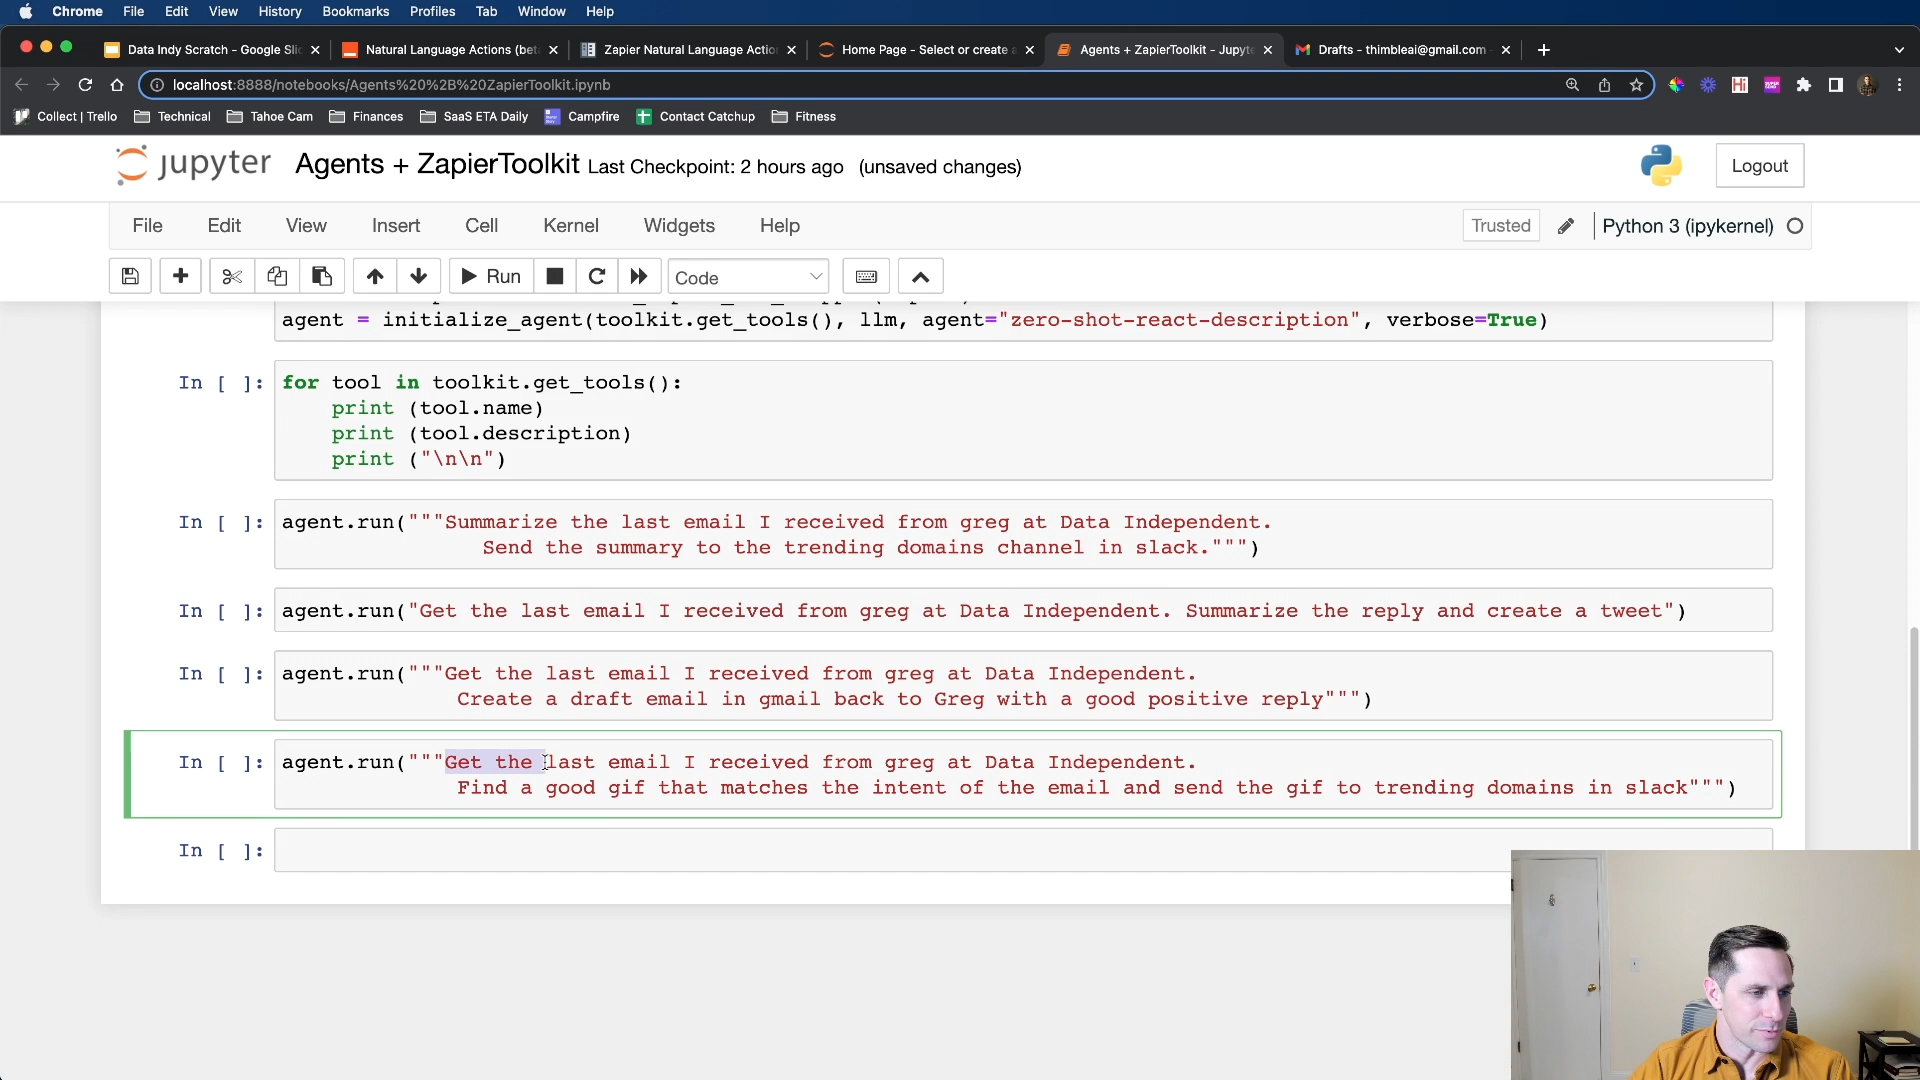 Chrome File Edit View History Bookmarks Profiles Tab Window Help
Data Indy Scratch - Google Slid
Natural Language Actions (beta
Zapier Natural Language Action
Home Page - Select or create a
Agents + ZapierToolkit - Jupyte
Drafts - thimbleai@gmail.com -
localhost:8888/notebooks/Agents%20%2B%20ZapierToolkit.ipynb
Hi
Collect | Trello Technical Tahoe Cam Finances SaaS ETA Daily Campfire Contact Catchup Fitness
jupyter Agents + ZapierToolkit Last Checkpoint: 2 hours ago (unsaved changes) Logout
File Edit View Insert Cell Kernel Widgets Help Trusted Python 3 (ipykernel)
Run Code
agent = initialize_agent(toolkit.get_tools(), llm, agent="zero-shot-react-description", verbose=True)
In [ ]: for tool in toolkit.get_tools():
print (tool.name)
print (tool.description)
print ("\n\n")
In [ ]: agent.run("""Summarize the last email I received from greg at Data Independent.
Send the summary to the trending domains channel in slack.""")
In [ ]: agent.run("Get the last email I received from greg at Data Independent. Summarize the reply and create a tweet")
In [ ]: agent.run("""Get the last email I received from greg at Data Independent.
Create a draft email in gmail back to Greg with a good positive reply""")
In [ ]: agent.run("""Get the last email I received from greg at Data Independent.
Find a good gif that matches the intent of the email and send the gif to trending domains in slack""")
In [ ]: